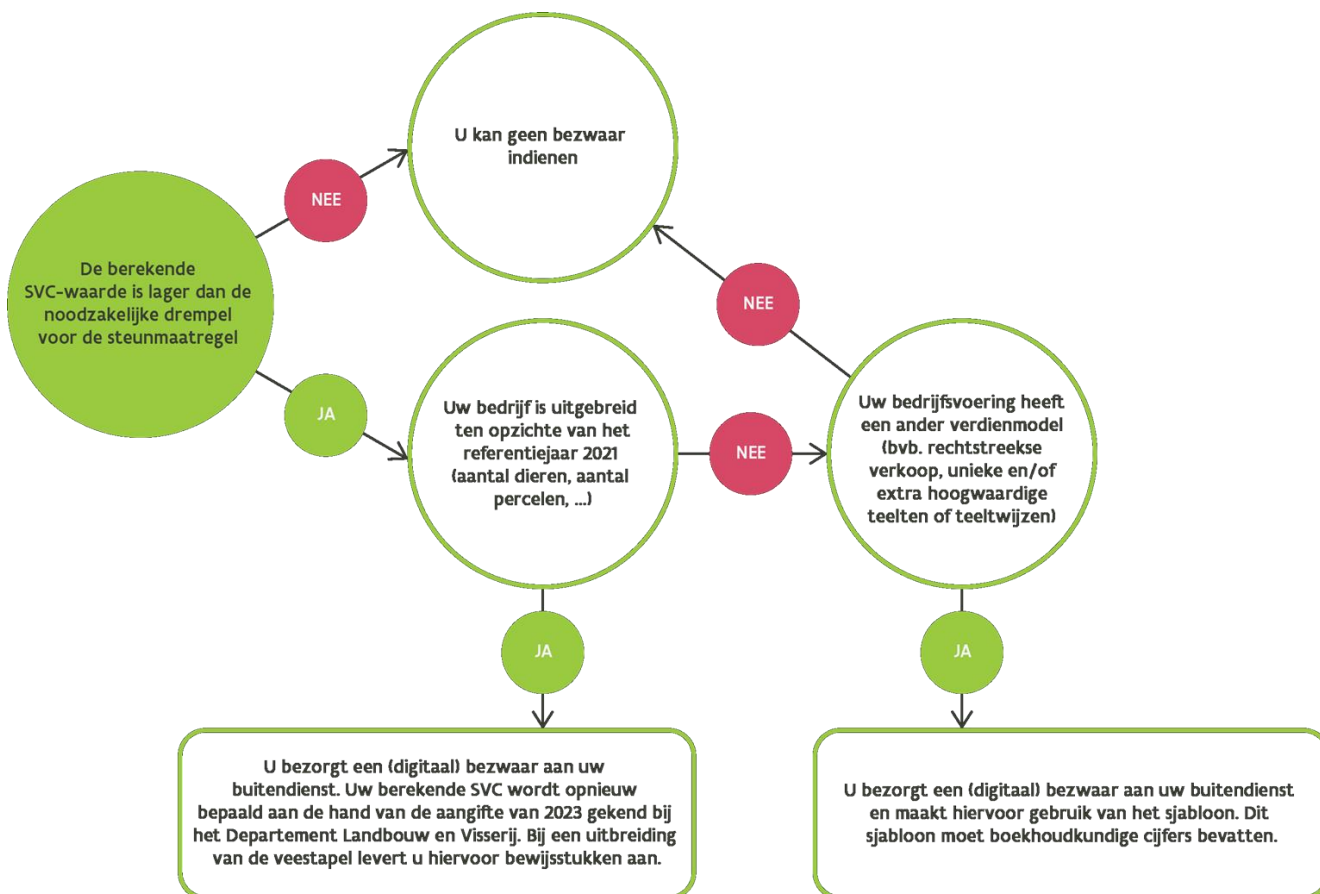 U kan geen bezwaar
indienen
NEE
De berekende
SVC-waarde is lager dan de
noodzakelijke drempel
voor de steunmaatregel
NEE
JA
Uw bedrijf is uitgebreid
ten opzichte van het
referentiejaar 2021
(aantal dieren, aantal
percelen, ...)
NEE
Uw bedrijfsvoering heeft
een ander verdienmodel
(bvb. rechtstreekse
verkoop, unieke en/of
extra hoogwaardige
teelten of teeltwijzen)
JA
JA
U bezorgt een (digitaal) bezwaar aan uw
buitendienst. Uw berekende SVC wordt opnieuw
bepaald aan de hand van de aangifte van 2023 gekend bij
het Departement Landbouw en Visserij. Bij een uitbreiding
van de veestapel levert u hiervoor bewijsstukken aan.
U bezorgt een (digitaal) bezwaar aan uw buitendienst
en maakt hiervoor gebruik van het sjabloon. Dit
sjabloon moet boekhoudkundige cijfers bevatten.